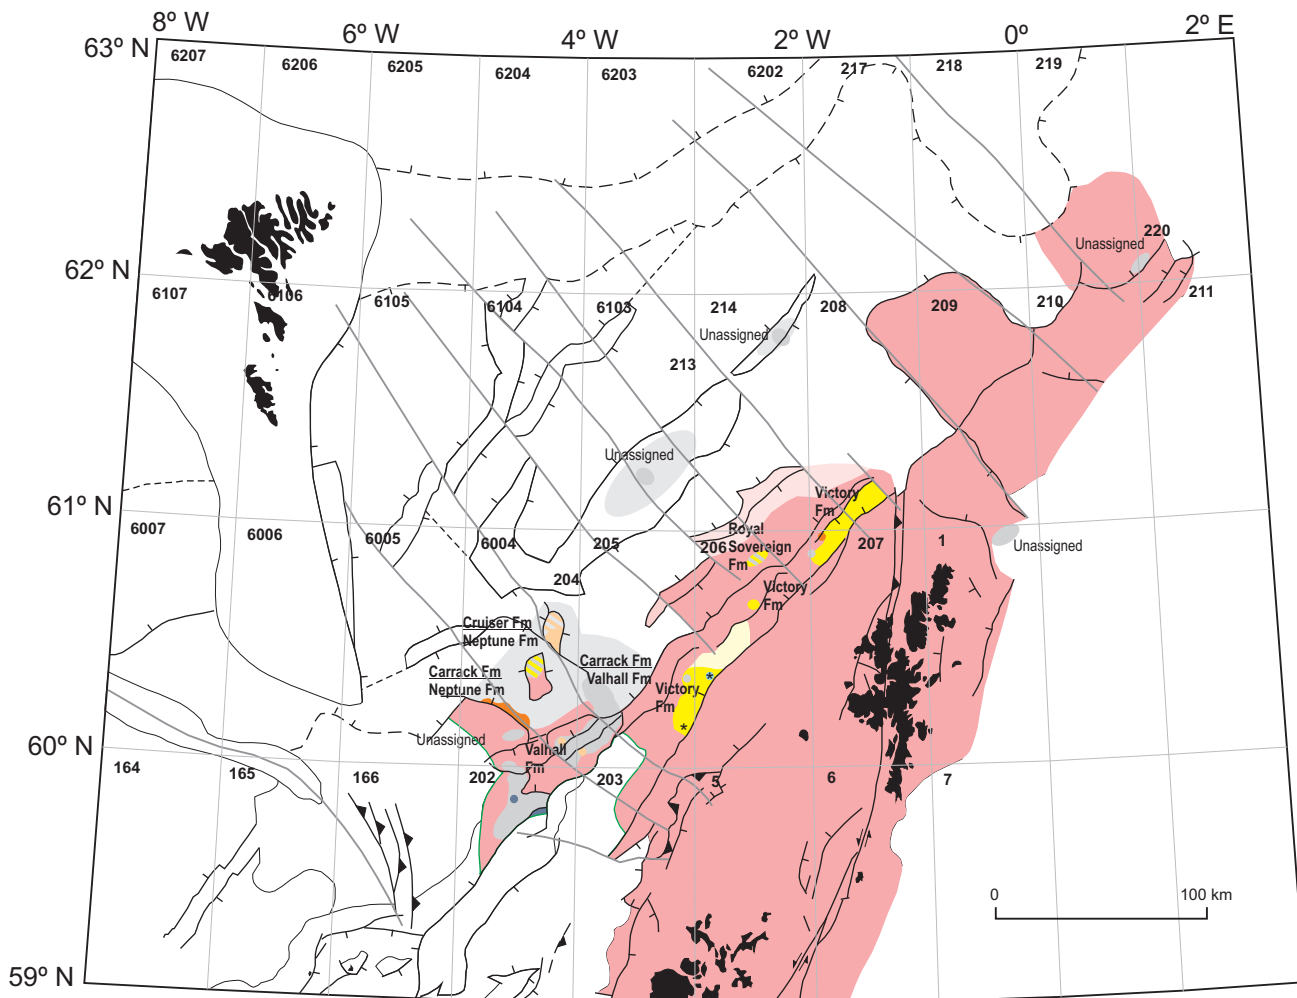 8º W
6º W
4º W
2º W
0º
2º E
63º N
6207
6206
6205
6204
6203
6202
217
218
219
220
Unassigned
62º N
6107
6106
6105
6104
6103
214
208
209
210
211
Unassigned
213
Unassigned
61º N
Victory
Fm
6007
6006
6005
6004
205
206
Royal
Sovereign
Fm
207
1
Unassigned
204
Victory
Fm
Cruiser Fm
Neptune Fm
Carrack Fm
Valhall Fm
Carrack Fm
Neptune Fm
Victory
Fm
*
*
60º N
Unassigned
Valhall
Fm
164
165
166
202
203
5
6
7
0
100 km
59º N